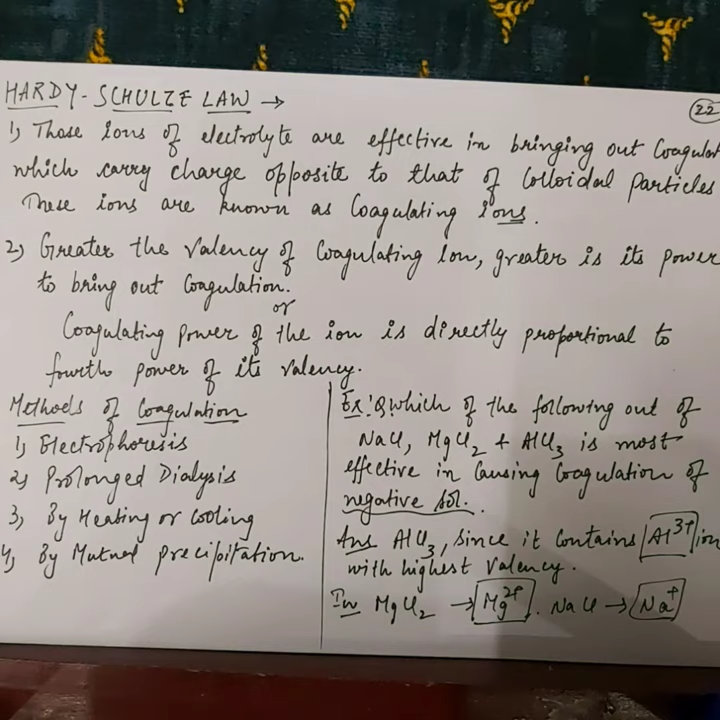 HARDY-SCHULZE LAW →
22
1) Those ions of electrolyte are effective in bringing out Coagulat
which carry charge opposite to that of Colloidal Particles
These ions are known as Coagulating ions.
2) Greater the Valency of Coagulating Ion, greater is its power
to bring out Coagulation.
or
Coagulating power of the ion is directly proportional to
fourth power of its Valency.
Methods of Coagulation
1) Electrophoresis
2) Prolonged Dialysis
3) By Heating or Cooling
4) By Mutual precipitation.
Ex: Q which of the following out of
NaCl, MgCl2 + AlCl3 is most
effective in Causing Coagulation of
negative Sol.
Ans AlCl3, Since it Contains Al3+ ion
with highest Valency.
In MgCl2 → Mg2+. NaCl → Na+